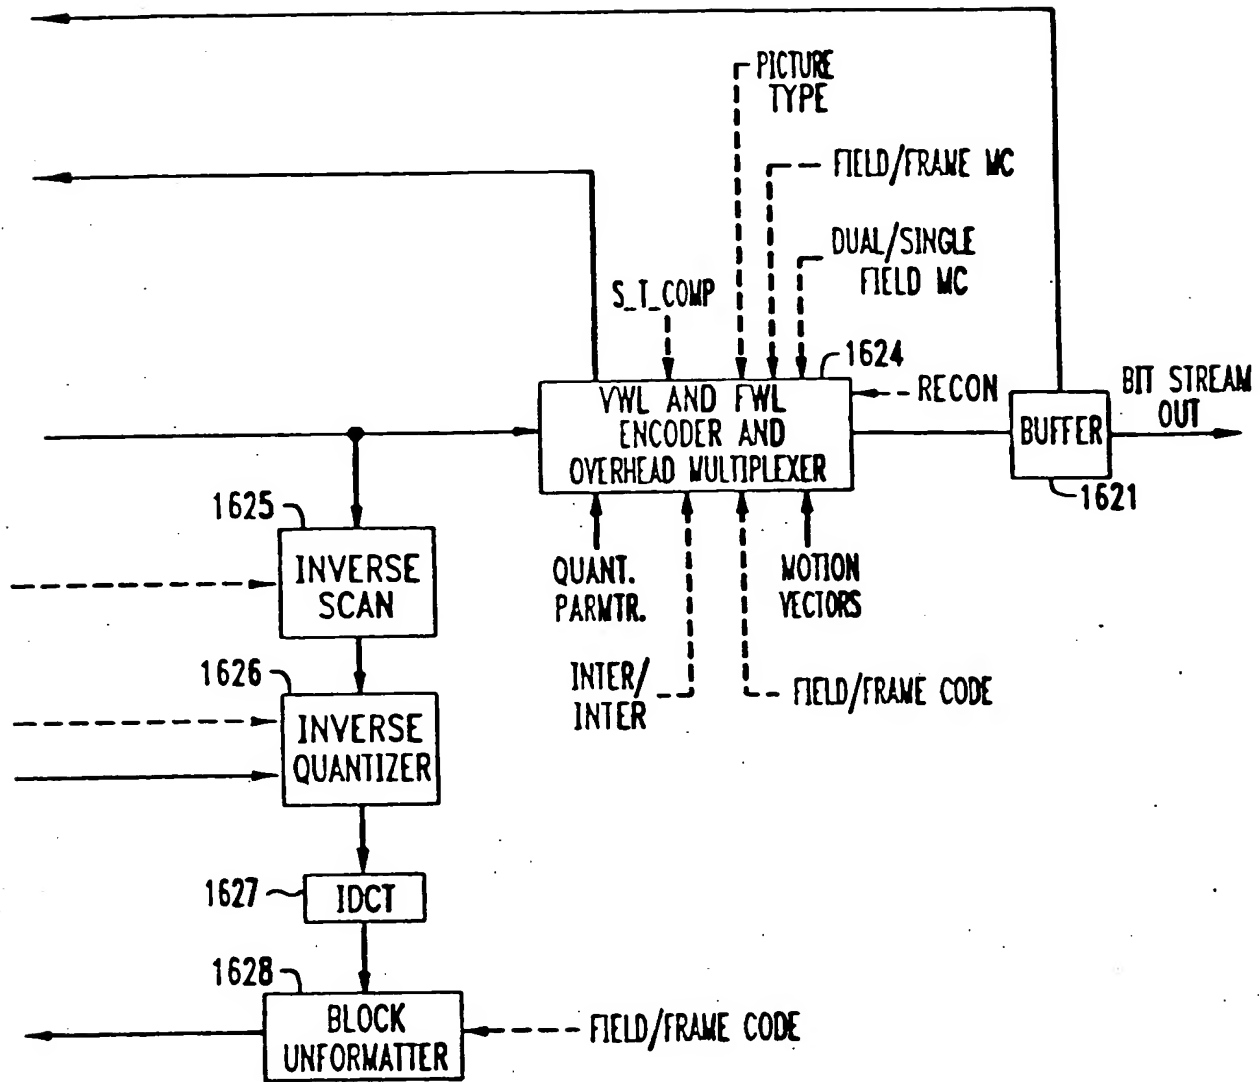 PICTURE
TYPE
FIELD/FRAME MC
DUAL/SINGLE
FIELD MC
S_T_COMP
1624
RECON
BIT STREAM
OUT
VWL AND FWL
ENCODER AND
OVERHEAD MULTIPLEXER
BUFFER
1621
1625
INVERSE
SCAN
QUANT.
PARMTR.
MOTION
VECTORS
1626
INTER/
INTER
FIELD/FRAME CODE
INVERSE
QUANTIZER
1627
IDCT
1628
BLOCK
UNFORMATTER
FIELD/FRAME CODE